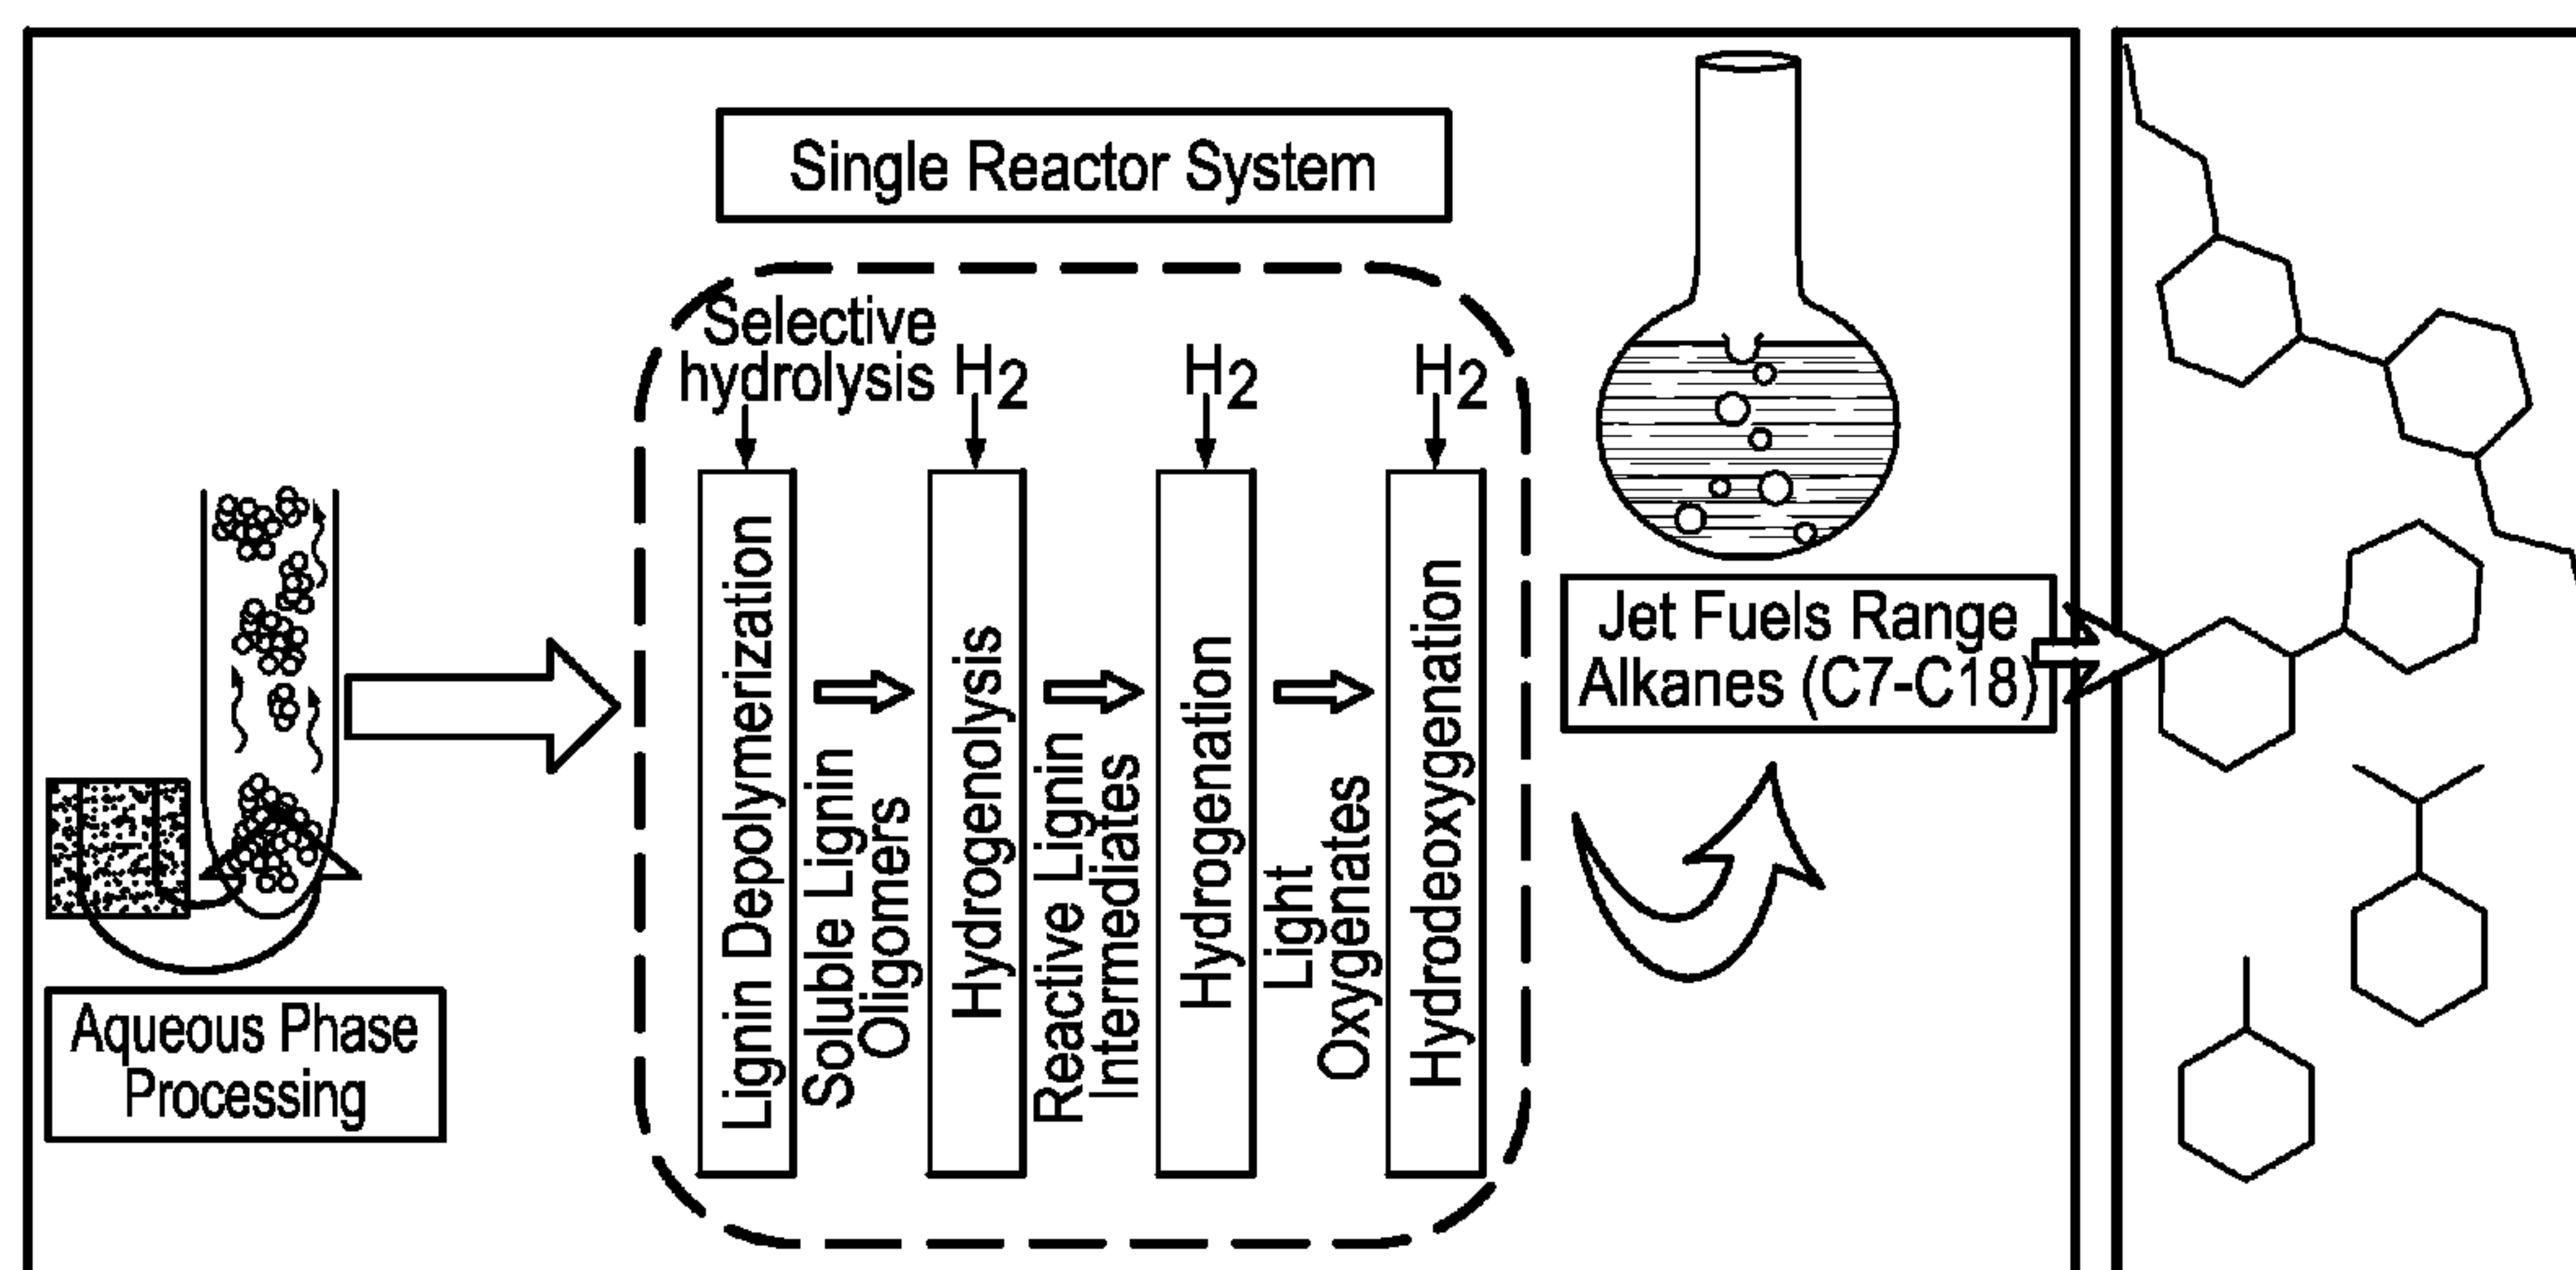 Single Reactor System
Selective
hydrolysis
H2
H2
H2
Lignin Depolymerization
Soluble Lignin
Oligomers
Hydrogenolysis
Reactive Lignin
Intermediates
Hydrogenation
Light
Oxygenates
Hydrodeoxygenation
Jet Fuels Range
Alkanes (C7-C18)
Aqueous Phase
Processing